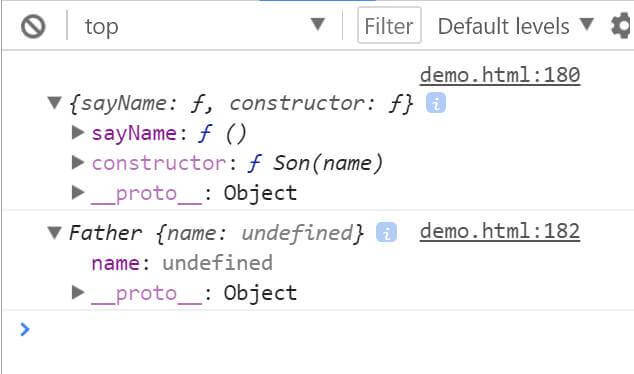 top Filter Default levels
demo.html:180
{sayName: ƒ, constructor: ƒ} i
sayName: ƒ ()
constructor: ƒ Son(name)
__proto__: Object
Father {name: undefined} i demo.html:182
name: undefined
__proto__: Object